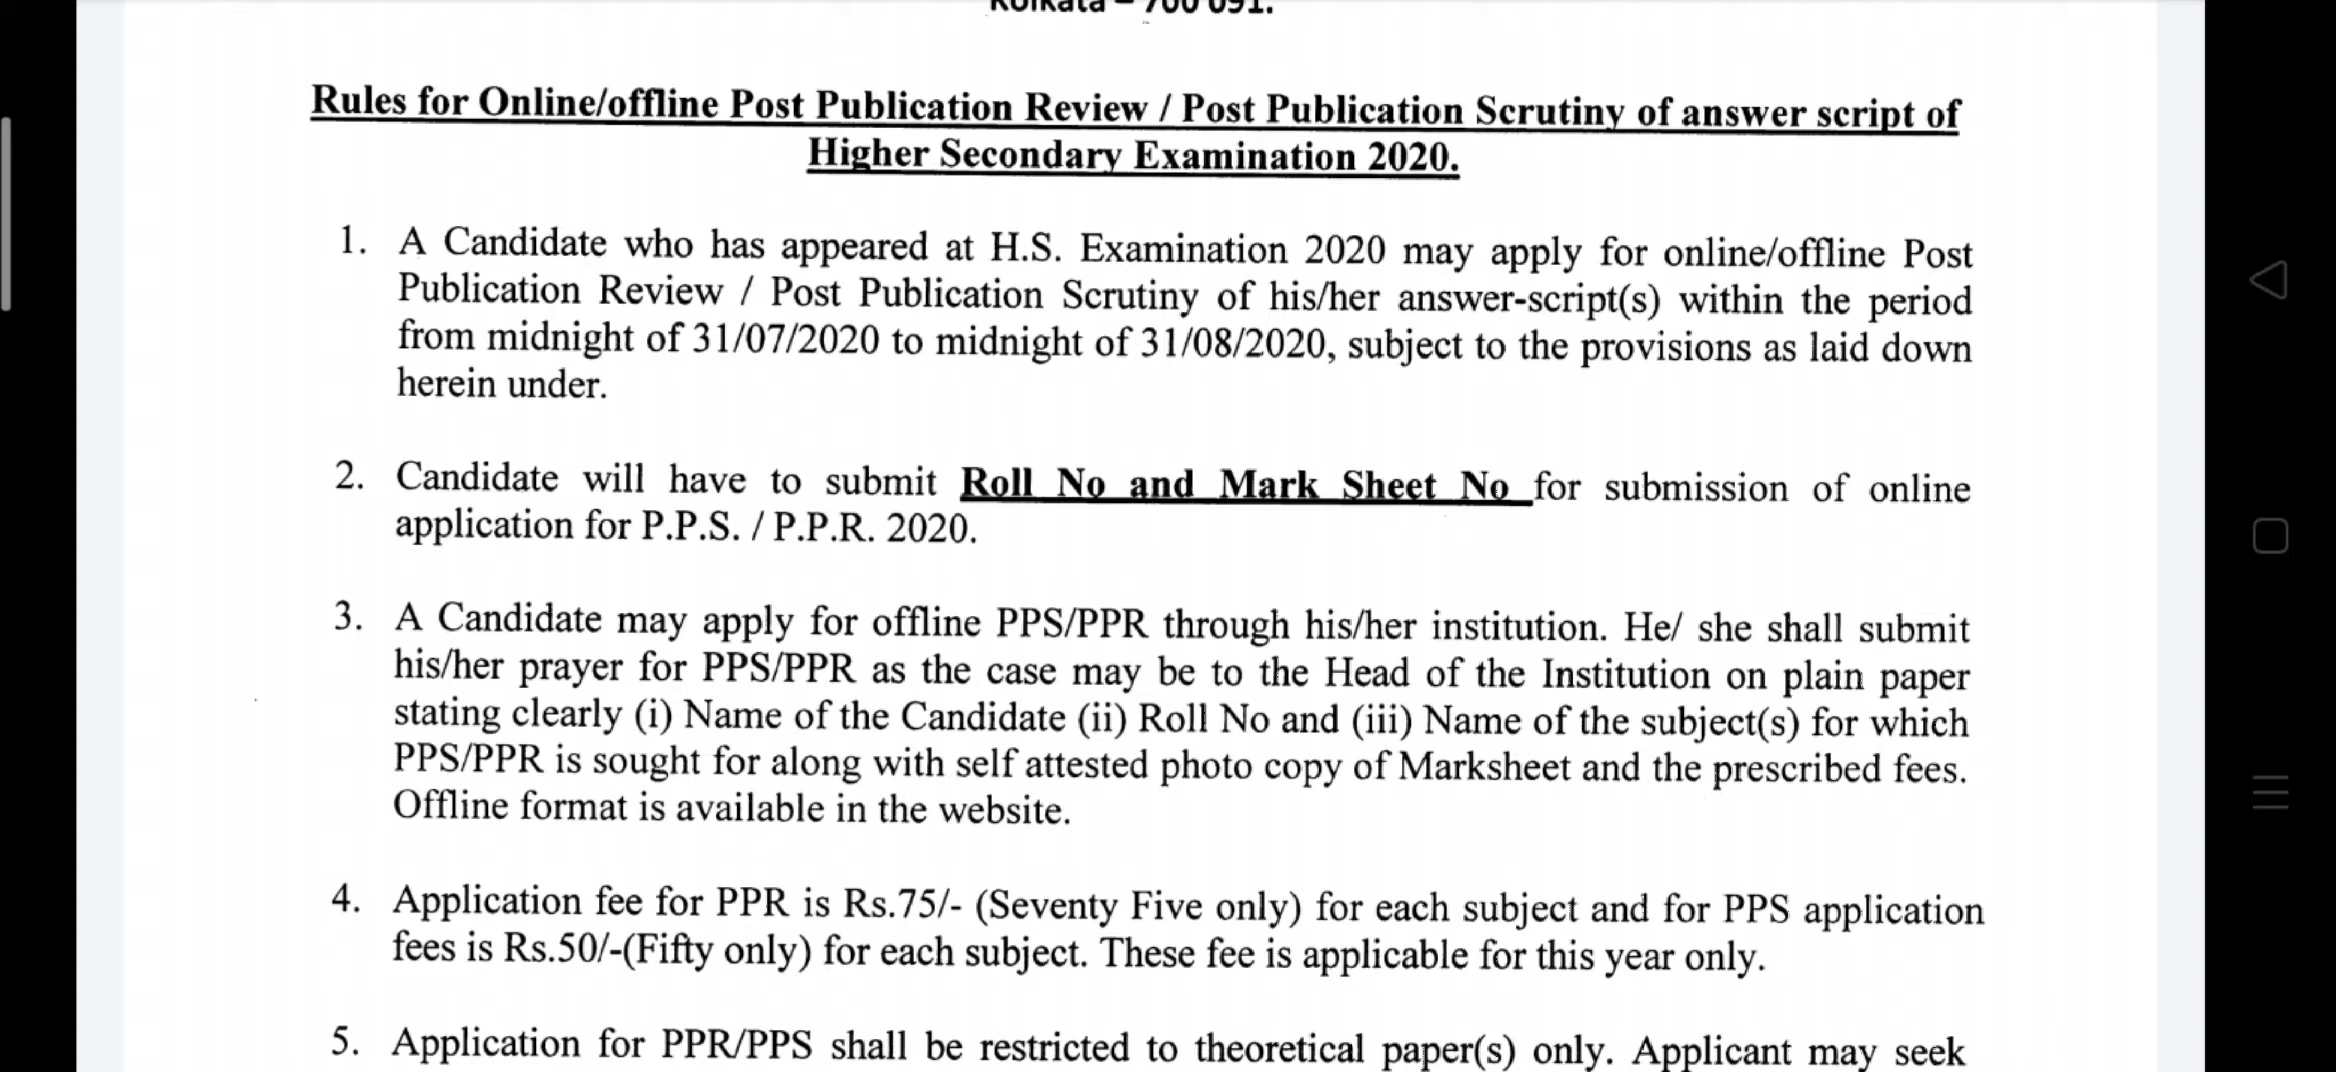 Kolkata – 700 091.
Rules for Online/offline Post Publication Review / Post Publication Scrutiny of answer script of
Higher Secondary Examination 2020.
1. A Candidate who has appeared at H.S. Examination 2020 may apply for online/offline Post
Publication Review / Post Publication Scrutiny of his/her answer-script(s) within the period
from midnight of 31/07/2020 to midnight of 31/08/2020, subject to the provisions as laid down
herein under.
2. Candidate will have to submit Roll No and Mark Sheet No for submission of online
application for P.P.S. / P.P.R. 2020.
3. A Candidate may apply for offline PPS/PPR through his/her institution. He/ she shall submit
his/her prayer for PPS/PPR as the case may be to the Head of the Institution on plain paper
stating clearly (i) Name of the Candidate (ii) Roll No and (iii) Name of the subject(s) for which
PPS/PPR is sought for along with self attested photo copy of Marksheet and the prescribed fees.
Offline format is available in the website.
4. Application fee for PPR is Rs.75/- (Seventy Five only) for each subject and for PPS application
fees is Rs.50/-(Fifty only) for each subject. These fee is applicable for this year only.
5. Application for PPR/PPS shall be restricted to theoretical paper(s) only. Applicant may seek